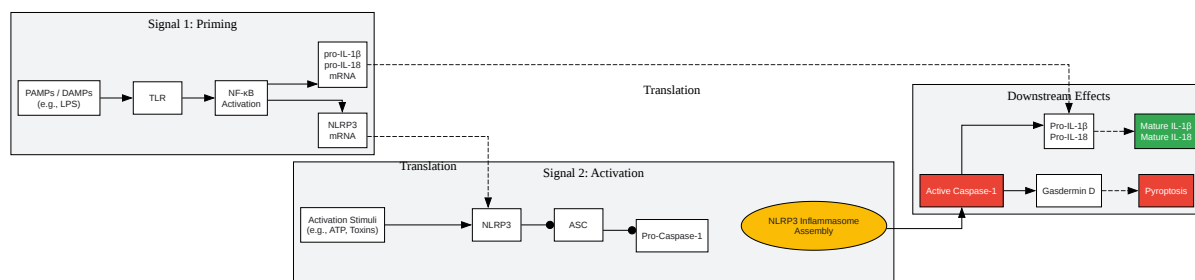 Signal 1: Priming
PAMPs / DAMPs
(e.g., LPS)
TLR
NF-κB
Activation
pro-IL-1β
pro-IL-18
mRNA
NLRP3
mRNA
Translation
Translation
Signal 2: Activation
Activation Stimuli
(e.g., ATP, Toxins)
NLRP3
ASC
Pro-Caspase-1
NLRP3 Inflammasome
Assembly
Downstream Effects
Pro-IL-1β
Pro-IL-18
Mature IL-1β
Mature IL-18
Active Caspase-1
Gasdermin D
Pyroptosis